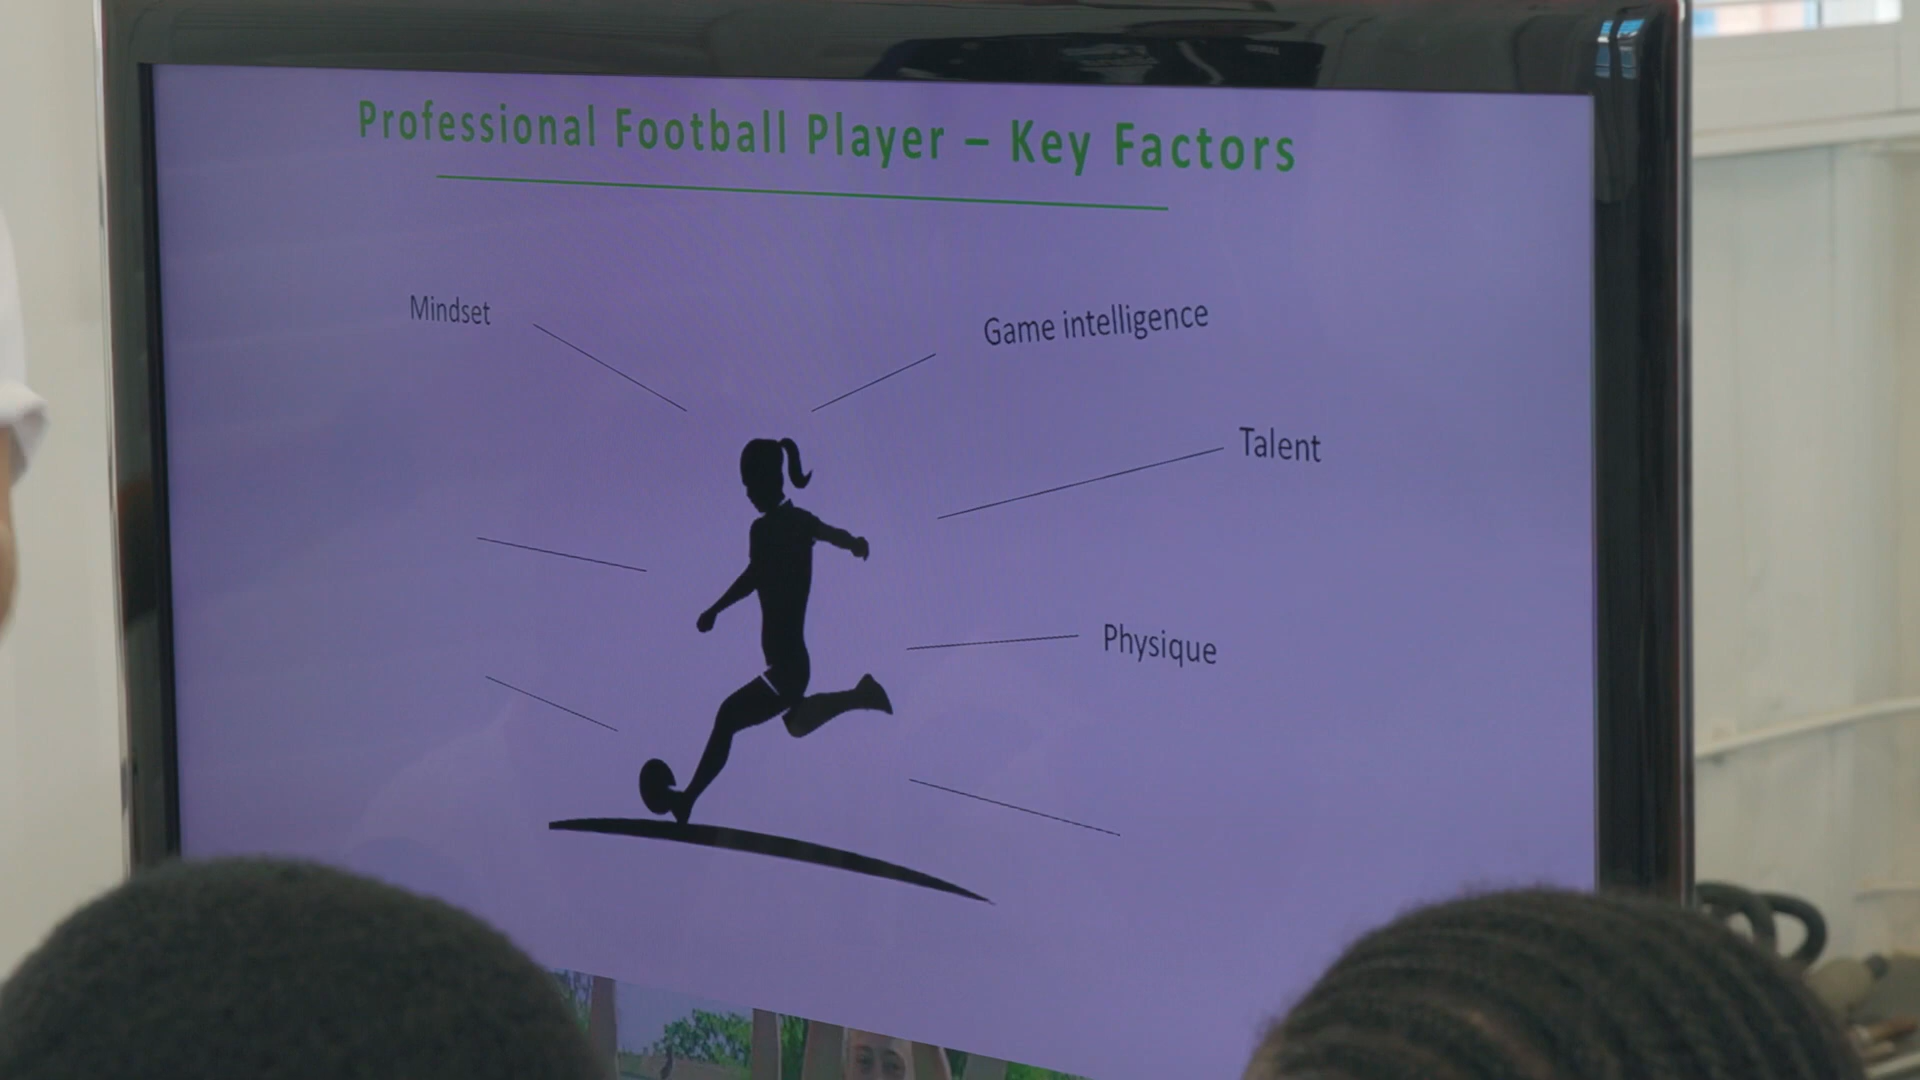 Professional Football Player – Key Factors
Mindset
Game intelligence
Talent
Physique